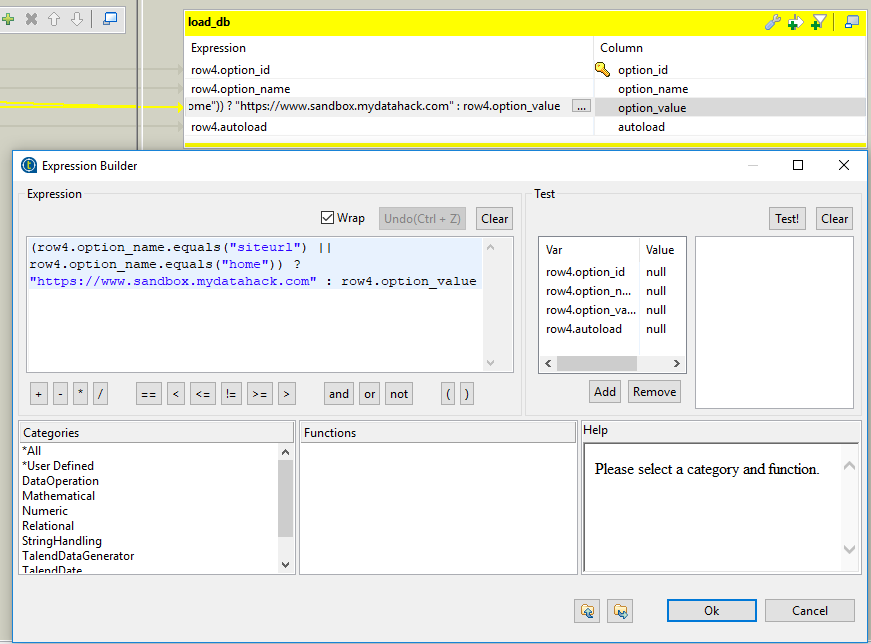 load_db
Expression Column
row4.option_id option_id
row4.option_name option_name
ome")) ? "https://www.sandbox.mydatahack.com" : row4.option_value ... option_value
row4.autoload autoload
Expression Builder
Expression
Wrap Undo(Ctrl + Z) Clear
(row4.option_name.equals("siteurl") ||
row4.option_name.equals("home")) ?
"https://www.sandbox.mydatahack.com" : row4.option_value
+ - * / == < <= != >= > and or not ( )
Test
Test! Clear
Var Value
row4.option_id null
row4.option_n... null
row4.option_va... null
row4.autoload null
Add Remove
Categories
*All
*User Defined
DataOperation
Mathematical
Numeric
Relational
StringHandling
TalendDataGenerator
TalendDate
Functions
Help
Please select a category and function.
Ok Cancel